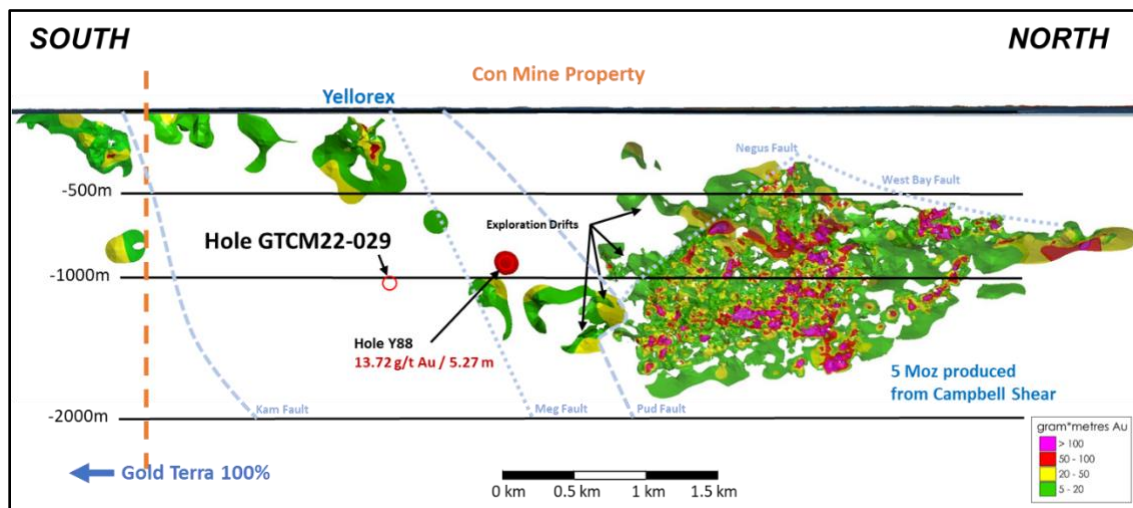 SOUTH
NORTH
Con Mine Property
Yellorex
Negus Fault
West Bay Fault
-500m
Exploration Drifts
Hole GTCM22-029
-1000m
Hole Y88
13.72 g/t Au / 5.27 m
5 Moz produced
from Campbell Shear
Kam Fault
Meg Fault
Pud Fault
-2000m
gram*metres Au
> 100
50 - 100
20 - 50
5 - 20
Gold Terra 100%
0 km
0.5 km
1 km
1.5 km